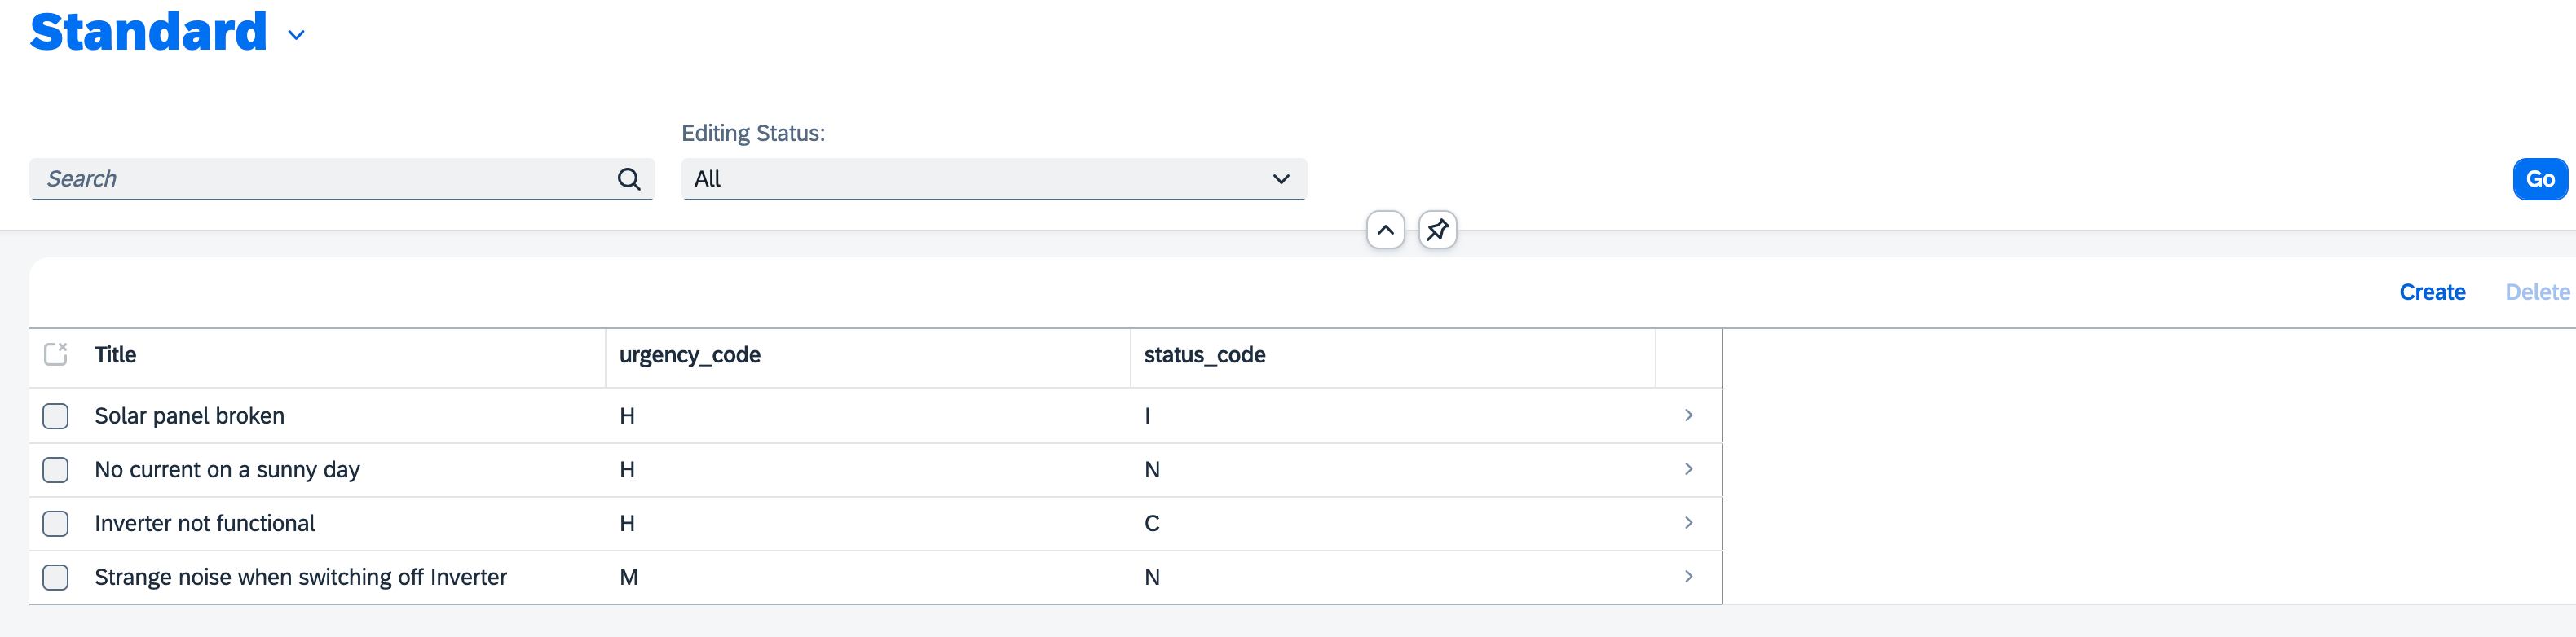 Standard
Editing Status:
Search
All
Go
Create Delete
Title urgency_code status_code
Solar panel broken H I
No current on a sunny day H N
Inverter not functional H C
Strange noise when switching off Inverter M N